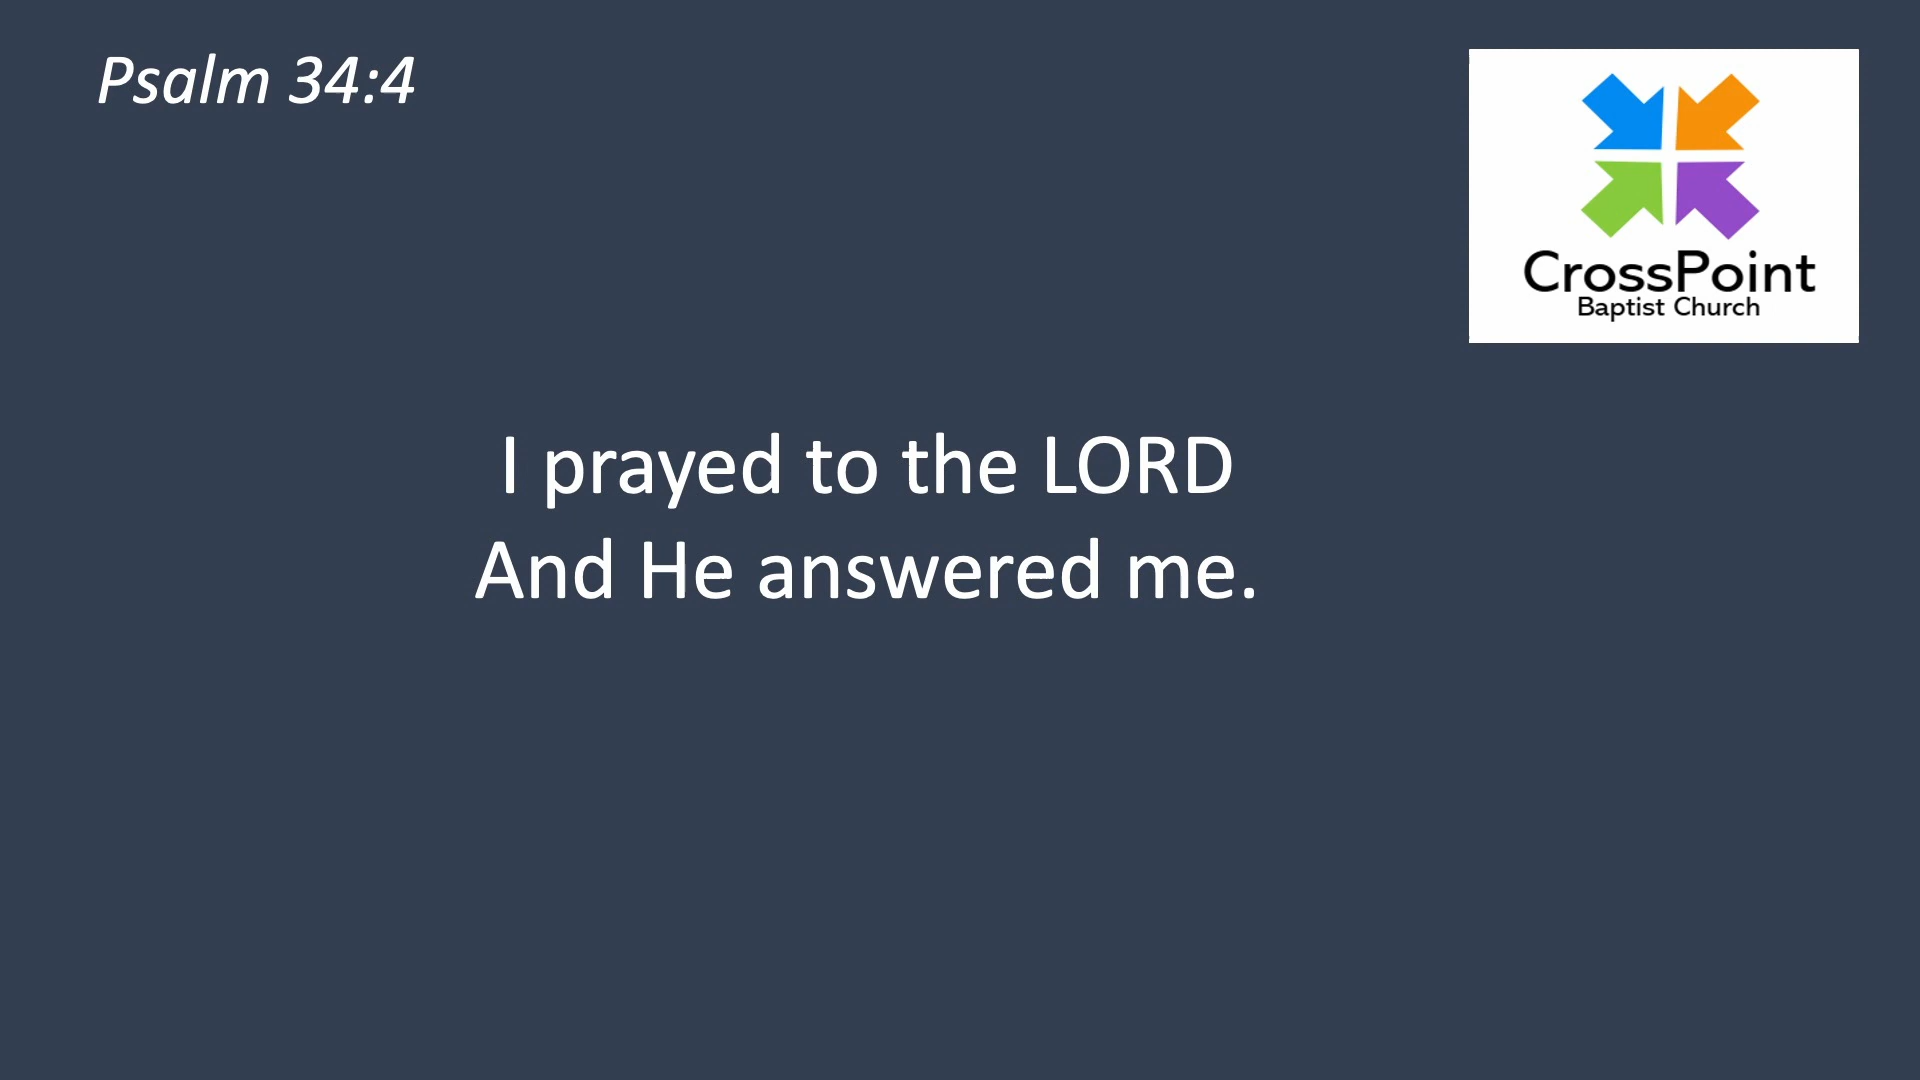 Psalm 34:4
CrossPoint
Baptist Church
I prayed to the LORD
And He answered me.